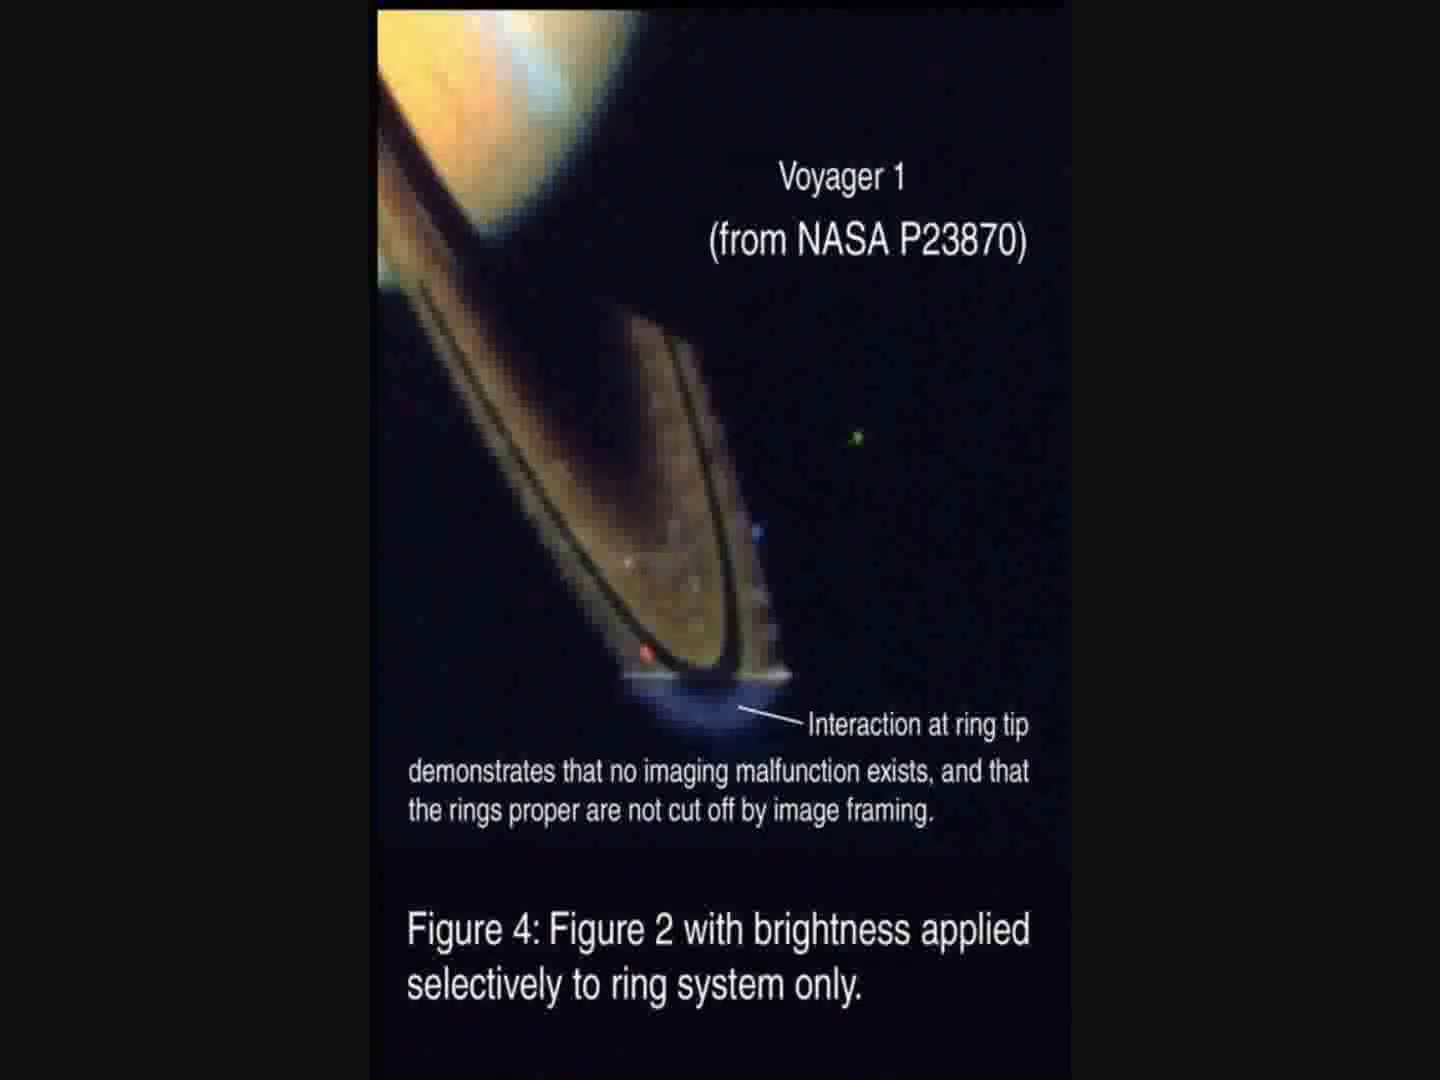 Voyager 1
(from NASA P23870)
Interaction at ring tip
demonstrates that no imaging malfunction exists, and that
the rings proper are not cut off by image framing.
Figure 4: Figure 2 with brightness applied
selectively to ring system only.